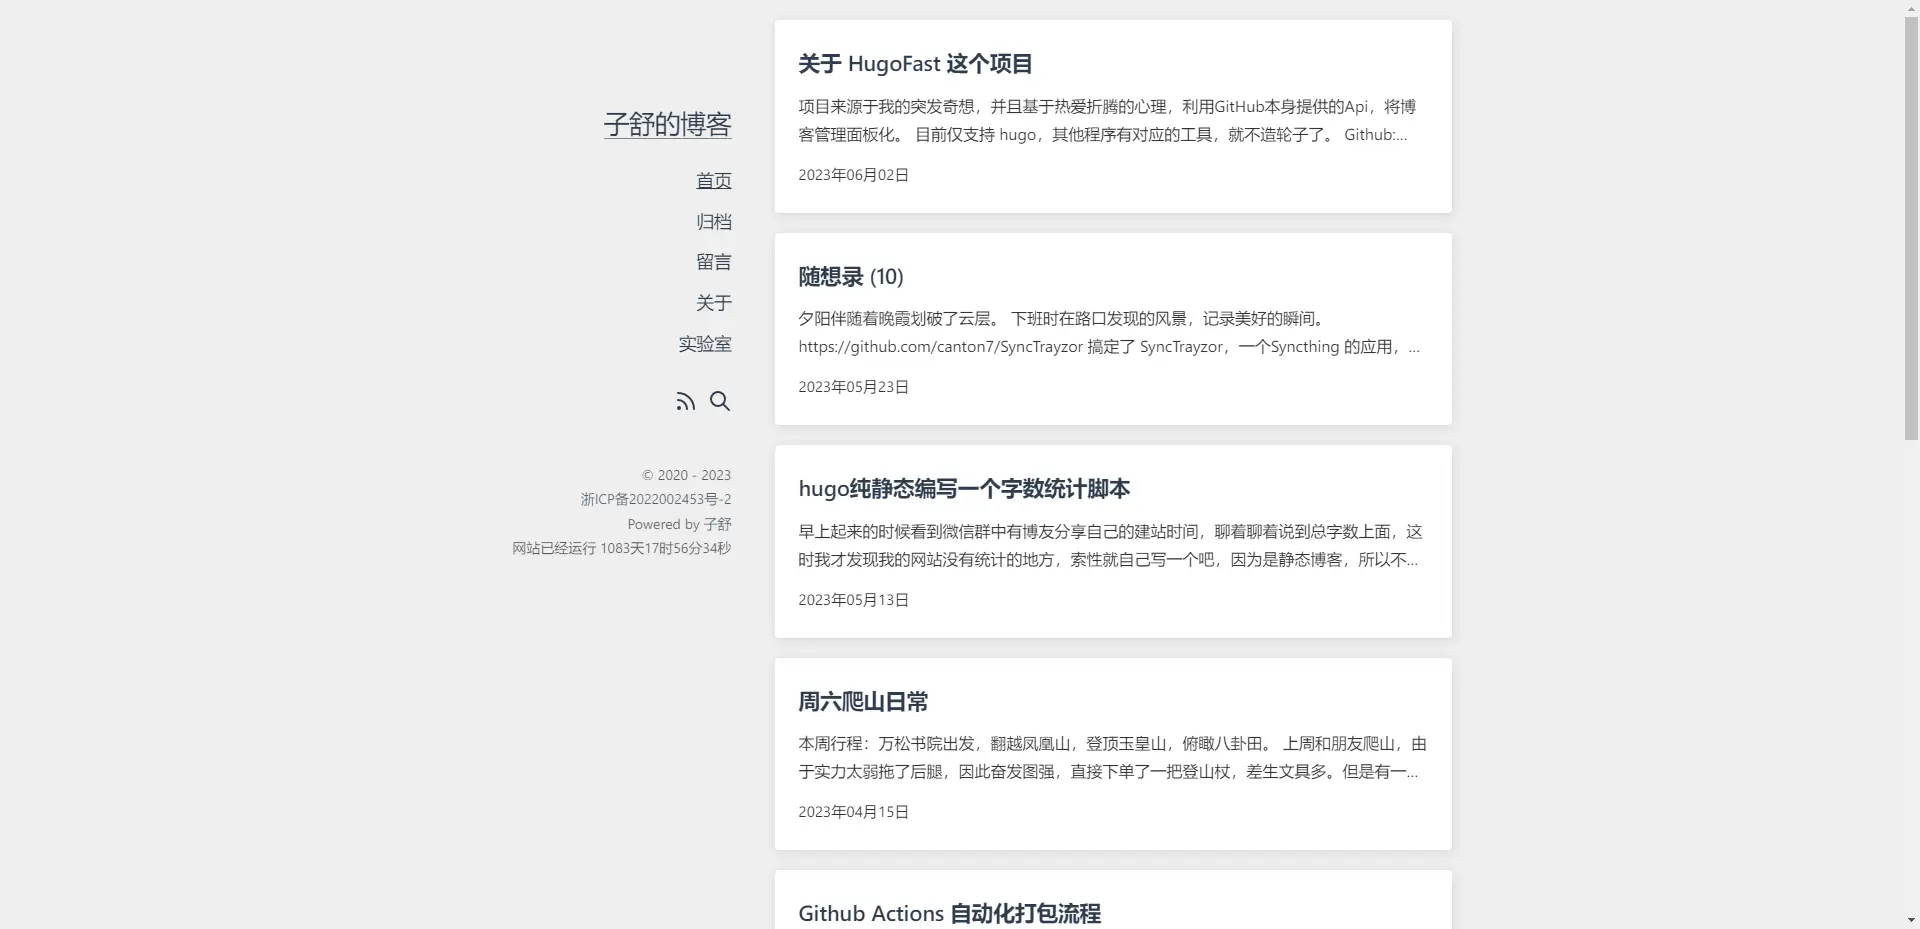 子舒的博客
首页
归档
留言
关于
实验室
© 2020 - 2023
浙ICP备2022002453号-2
Powered by 子舒
网站已经运行 1083天17时56分34秒
关于 HugoFast 这个项目
项目来源于我的突发奇想，并且基于热爱折腾的心理，利用GitHub本身提供的Api，将博
客管理面板化。 目前仅支持 hugo，其他程序有对应的工具，就不造轮子了。 Github:...
2023年06月02日
随想录 (10)
夕阳伴随着晚霞划破了云层。 下班时在路口发现的风景，记录美好的瞬间。
https://github.com/canton7/SyncTrayzor 搞定了 SyncTrayzor，一个Syncthing 的应用，...
2023年05月23日
hugo纯静态编写一个字数统计脚本
早上起来的时候看到微信群中有博友分享自己的建站时间，聊着聊着说到总字数上面，这
时我才发现我的网站没有统计的地方，索性就自己写一个吧，因为是静态博客，所以不...
2023年05月13日
周六爬山日常
本周行程：万松书院出发，翻越凤凰山，登顶玉皇山，俯瞰八卦田。 上周和朋友爬山，由
于实力太弱拖了后腿，因此奋发图强，直接下单了一把登山杖，差生文具多。但是有一...
2023年04月15日
Github Actions 自动化打包流程